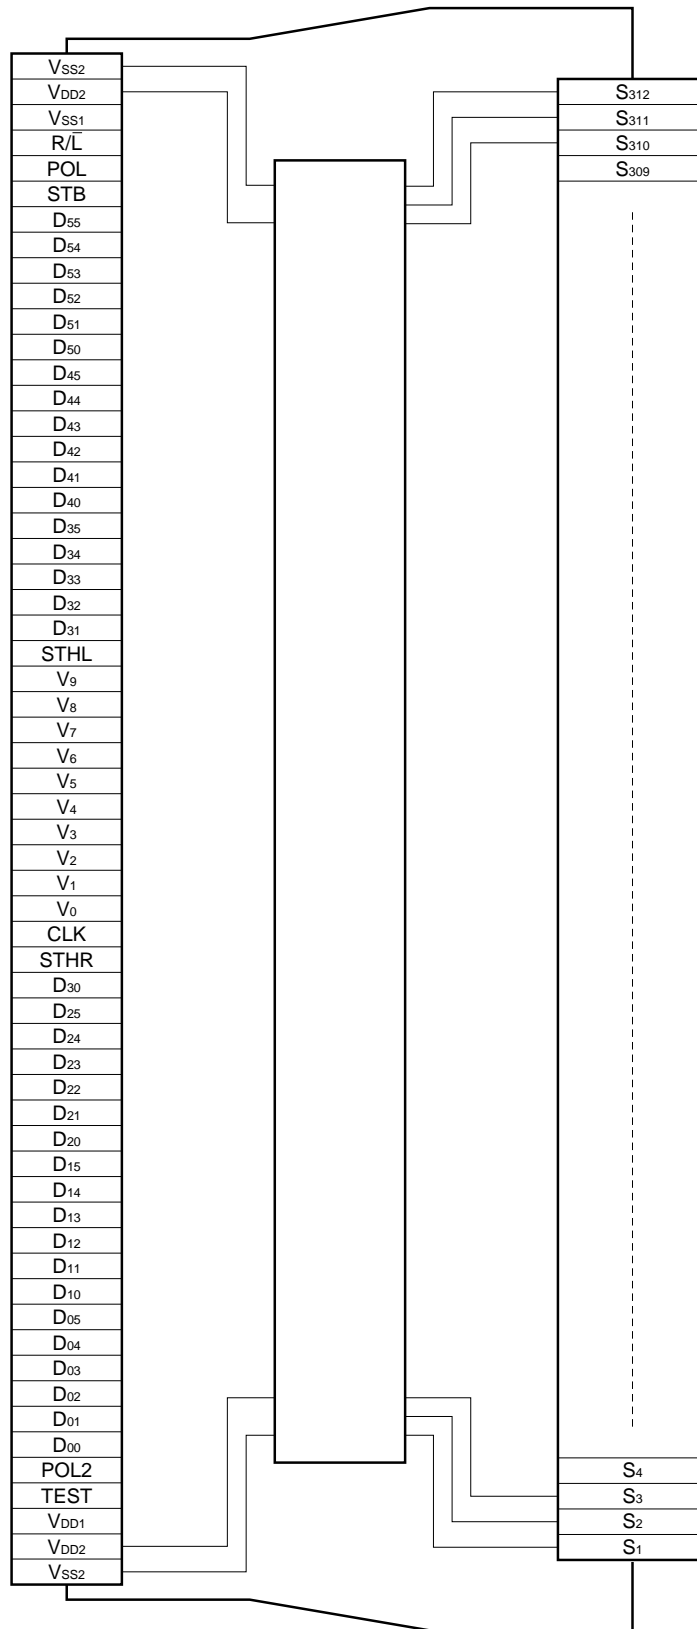 VSS2
VDD2
VSS1
R/L̅
POL
STB
D55
D54
D53
D52
D51
D50
D45
D44
D43
D42
D41
D40
D35
D34
D33
D32
D31
STHL
V9
V8
V7
V6
V5
V4
V3
V2
V1
V0
CLK
STHR
D30
D25
D24
D23
D22
D21
D20
D15
D14
D13
D12
D11
D10
D05
D04
D03
D02
D01
D00
POL2
TEST
VDD1
VDD2
VSS2
S312
S311
S310
S309
S4
S3
S2
S1